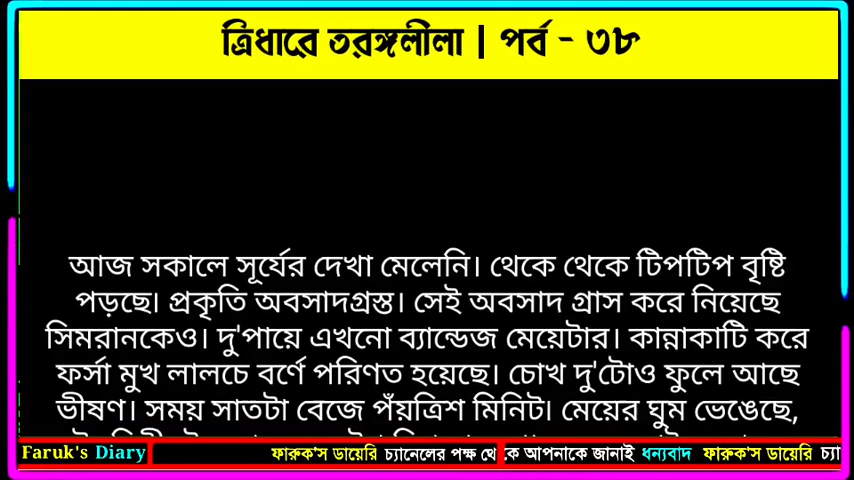 ত্রিধারে তরঙ্গলীলা | পর্ব - ৩৮
আজ সকালে সূর্যের দেখা মেলেনি। থেকে থেকে টিপটিপ বৃষ্টি
পড়ছে। প্রকৃতি অবসাদগ্রস্ত। সেই অবসাদ গ্রাস করে নিয়েছে
সিমরানকেও। দু'পায়ে এখনো ব্যান্ডেজ মেয়েটার। কান্নাকাটি করে
ফর্সা মুখ লালচে বর্ণে পরিণত হয়েছে। চোখ দু'টোও ফুলে আছে
ভীষণ। সময় সাতটা বেজে পঁয়ত্রিশ মিনিট। মেয়ের ঘুম ভেঙেছে,
Faruk's Diary ফারুক'স ডায়েরি চ্যানেলের পক্ষ থেকে আপনাকে জানাই ধন্যবাদ ফারুক'স ডায়েরি চ্যা